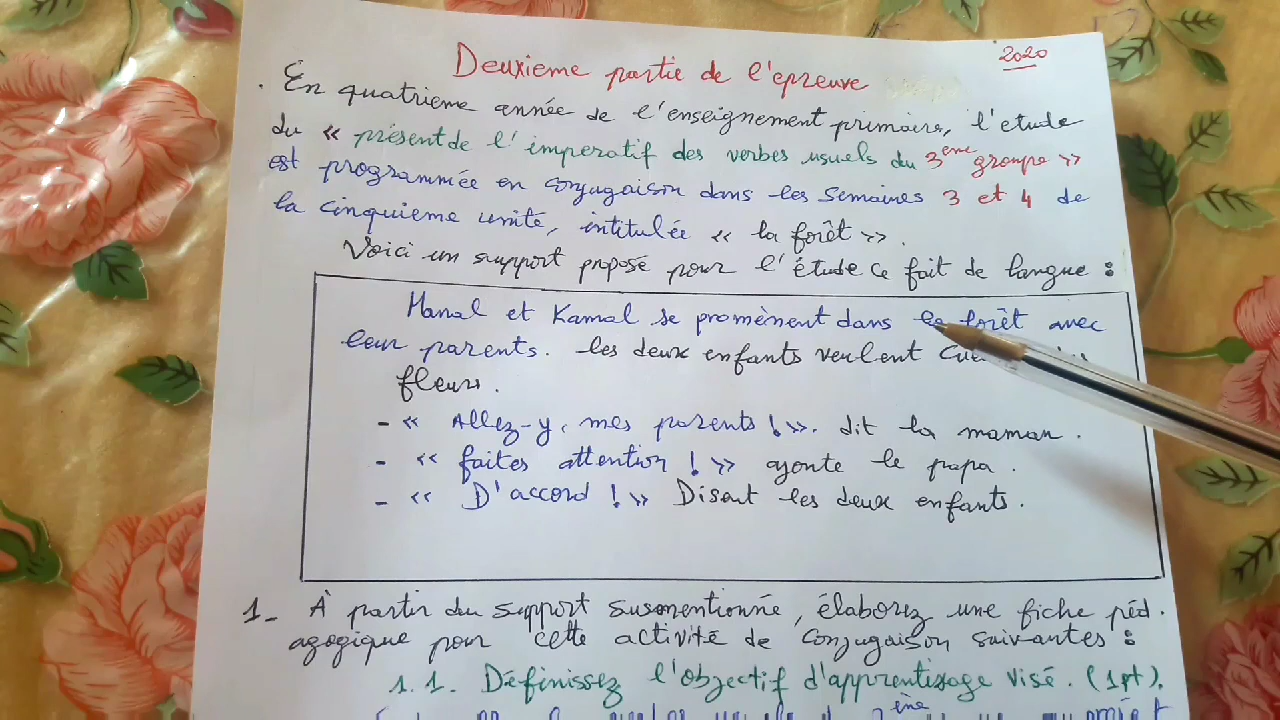 Deuxieme partie de l'epreuve
2020
. En quatrieme année de l'enseignement primaire, l'etude
du « présent de l'imperatif des verbes usuels du 3eme groupe »
est programmée en conjugaison dans les semaines 3 et 4 de
la cinquieme unité, intitulée « la forêt ».
Voici un support proposé pour l'étude ce fait de langue :
Manal et Kamal se promènent dans la forêt avec
leur parents. les deux enfants veulent
fleurs.
- « Allez-y, mes parents ! ». dit la maman.
- « faites attention ! » ajoute le papa.
- « D'accord ! » Disent les deux enfants.
1- À partir du support susmentionné, élaborez une fiche péd.
agogique pour cette activité de conjugaison suivantes :
1.1. Définissez l'objectif d'apprentissage visé. (1pt).